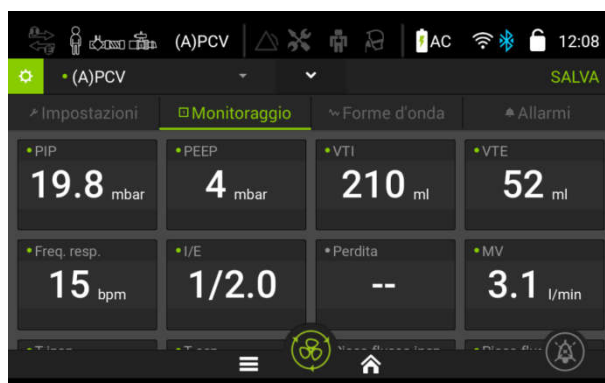 (A)PCV AC 12:08
(A)PCV SALVA
Impostazioni Monitoraggio Forme d'onda Allarmi
PIP PEEP VTI VTE
19.8 mbar 4 mbar 210 ml 52 ml
Freq. resp. I/E Perdita MV
15 bpm 1/2.0 -- 3.1 l/min